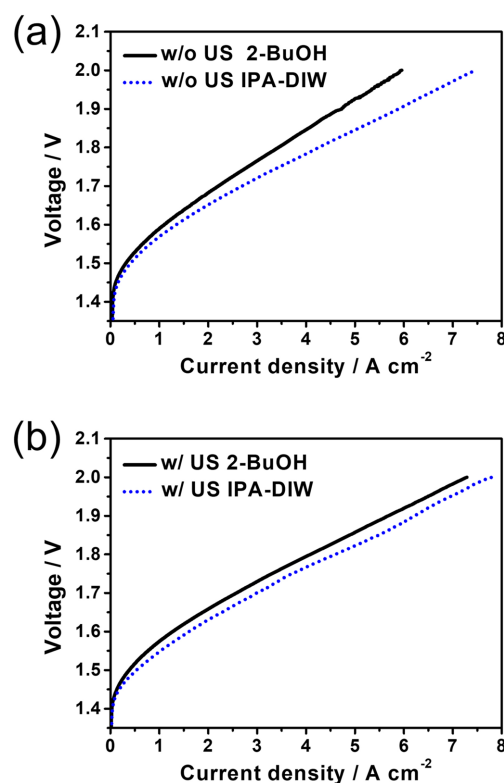 (a)
w/o US 2-BuOH
w/o US IPA-DIW
Voltage / V
2.1
2.0
1.9
1.8
1.7
1.6
1.5
1.4
0 1 2 3 4 5 6 7 8
Current density / A cm-2
(b)
w/ US 2-BuOH
w/ US IPA-DIW
Voltage / V
2.1
2.0
1.9
1.8
1.7
1.6
1.5
1.4
0 1 2 3 4 5 6 7 8
Current density / A cm-2